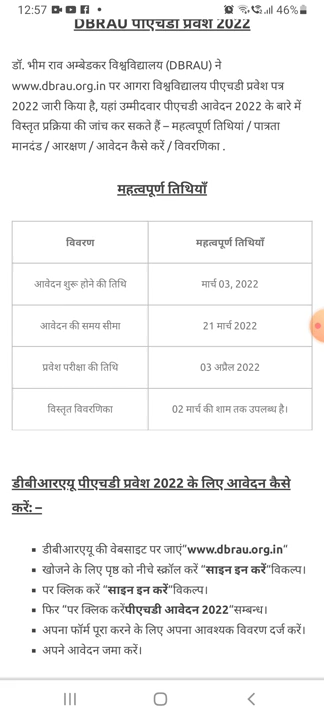 12:57 46%
DBRAU पीएचडी प्रवेश 2022
डॉ. भीम राव अम्बेडकर विश्वविद्यालय (DBRAU) ने
www.dbrau.org.in पर आगरा विश्वविद्यालय पीएचडी प्रवेश पत्र
2022 जारी किया है, यहां उम्मीदवार पीएचडी आवेदन 2022 के बारे में
विस्तृत प्रक्रिया की जांच कर सकते हैं – महत्वपूर्ण तिथियां / पात्रता
मानदंड / आरक्षण / आवेदन कैसे करें / विवरणिका .
महत्वपूर्ण तिथियाँ
विवरण महत्वपूर्ण तिथियाँ
आवेदन शुरू होने की तिथि मार्च 03, 2022
आवेदन की समय सीमा 21 मार्च 2022
प्रवेश परीक्षा की तिथि 03 अप्रैल 2022
विस्तृत विवरणिका 02 मार्च की शाम तक उपलब्ध है।
डीबीआरएयू पीएचडी प्रवेश 2022 के लिए आवेदन कैसे
करें: –
▪ डीबीआरएयू की वेबसाइट पर जाएं"www.dbrau.org.in"
▪ खोजने के लिए पृष्ठ को नीचे स्क्रॉल करें "साइन इन करें"विकल्प।
▪ पर क्लिक करें "साइन इन करें"विकल्प।
▪ फिर "पर क्लिक करेंपीएचडी आवेदन 2022"सम्बन्ध।
▪ अपना फॉर्म पूरा करने के लिए अपना आवश्यक विवरण दर्ज करें।
▪ अपने आवेदन जमा करें।